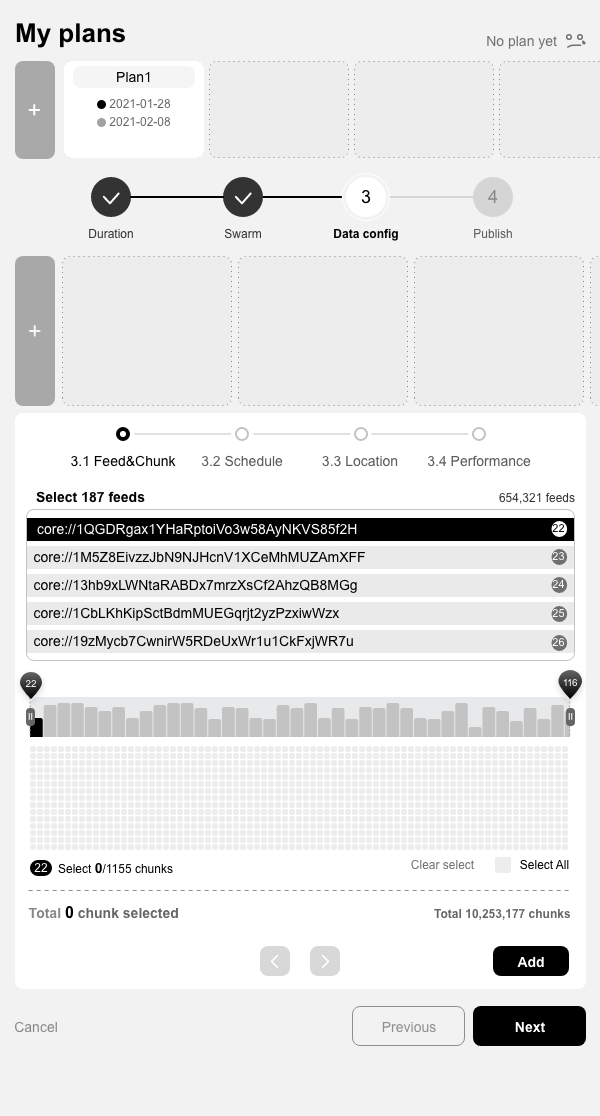 My plans
No plan yet
+
Plan1
2021-01-28
2021-02-08
3
4
Duration
Swarm
Data config
Publish
+
3.1 Feed&Chunk
3.2 Schedule
3.3 Location
3.4 Performance
Select 187 feeds
654,321 feeds
core://1QGDRgax1YHaRptoiVo3w58AyNKVS85f2H
22
core://1M5Z8EivzzJbN9NJHcnV1XCeMhMUZAmXFF
23
core://13hb9xLWNtaRABDx7mrzXsCf2AhzQB8MGg
24
core://1CbLKhKipSctBdmMUEGqrjt2yzPzxiwWzx
25
core://19zMycb7CwnirW5RDeUxWr1u1CkFxjWR7u
26
22
116
22 Select 0/1155 chunks
Clear select
Select All
Total 0 chunk selected
Total 10,253,177 chunks
Add
Cancel
Previous
Next